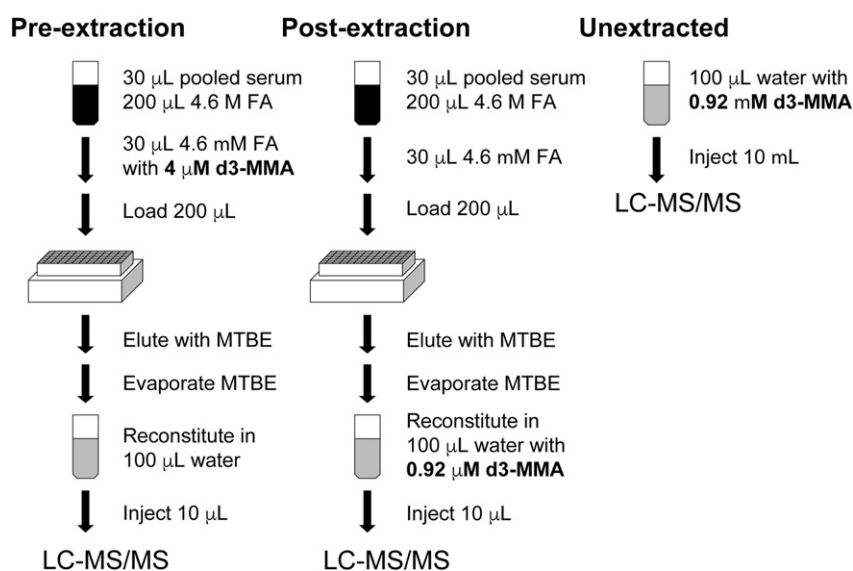 Pre-extraction
30 μL pooled serum
200 μL 4.6 M FA
30 μL 4.6 mM FA
with 4 μM d3-MMA
Load 200 μL
Elute with MTBE
Evaporate MTBE
Reconstitute in
100 μL water
Inject 10 μL
LC-MS/MS
Post-extraction
30 μL pooled serum
200 μL 4.6 M FA
30 μL 4.6 mM FA
Load 200 μL
Elute with MTBE
Evaporate MTBE
Reconstitute in
100 μL water with
0.92 μM d3-MMA
Inject 10 μL
LC-MS/MS
Unextracted
100 μL water with
0.92 mM d3-MMA
Inject 10 mL
LC-MS/MS